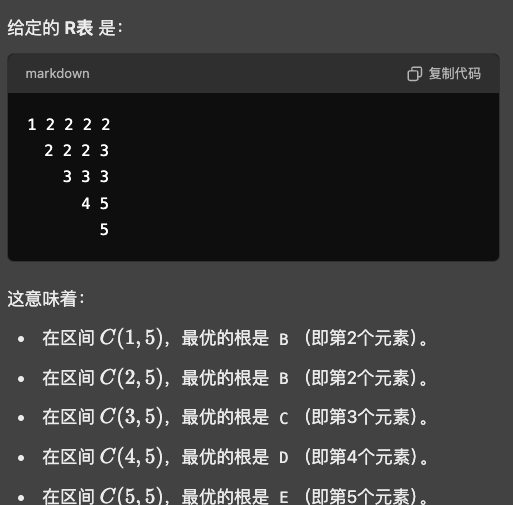 给定的 R表 是：
markdown 复制代码
1 2 2 2 2
2 2 2 3
3 3 3
4 5
5
这意味着：
• 在区间 C(1,5)，最优的根是 B （即第2个元素）。
• 在区间 C(2,5)，最优的根是 B （即第2个元素）。
• 在区间 C(3,5)，最优的根是 C （即第3个元素）。
• 在区间 C(4,5)，最优的根是 D （即第4个元素）。
• 在区间 C(5,5)，最优的根是 E （即第5个元素）。